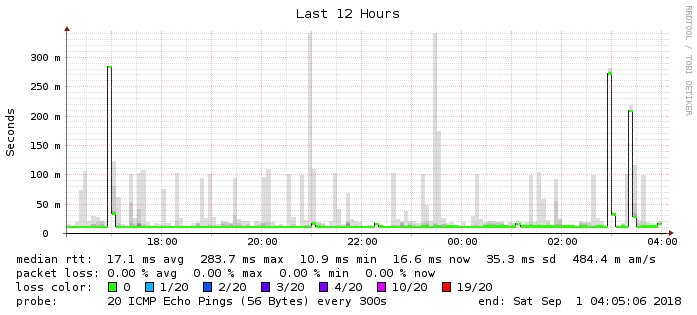 Last 12 Hours
RRDTOOL / TOBI OETIKER
Seconds
300 m
250 m
200 m
150 m
100 m
50 m
0
18:00 20:00 22:00 00:00 02:00 04:00
median rtt: 17.1 ms avg 283.7 ms max 10.9 ms min 16.6 ms now 35.3 ms sd 484.4 m am/s
packet loss: 0.00 % avg 0.00 % max 0.00 % min 0.00 % now
loss color: 0 1/20 2/20 3/20 4/20 10/20 19/20
probe: 20 ICMP Echo Pings (56 Bytes) every 300s end: Sat Sep 1 04:05:06 2018